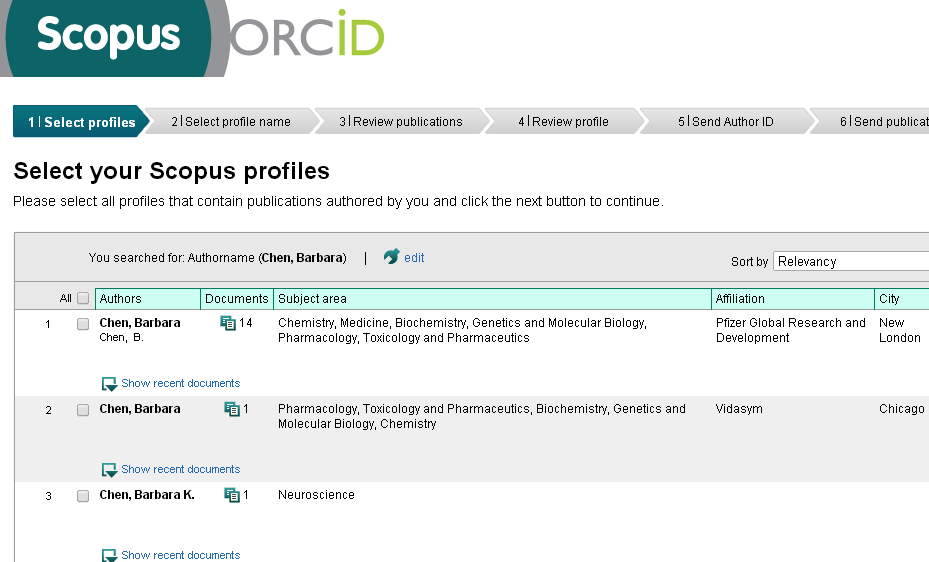 Scopus ORCiD
1 | Select profiles 2 | Select profile name 3 | Review publications 4 | Review profile 5 | Send Author ID 6 | Send publicat
Select your Scopus profiles
Please select all profiles that contain publications authored by you and click the next button to continue.
You searched for: Authorname (Chen, Barbara) | edit
Sort by Relevancy
All Authors Documents Subject area Affiliation City
1 Chen, Barbara 14 Chemistry, Medicine, Biochemistry, Genetics and Molecular Biology, Pfizer Global Research and New
Chen, B. Pharmacology, Toxicology and Pharmaceutics Development London
Show recent documents
2 Chen, Barbara 1 Pharmacology, Toxicology and Pharmaceutics, Biochemistry, Genetics and Vidasym Chicago
Molecular Biology, Chemistry
Show recent documents
3 Chen, Barbara K. 1 Neuroscience
Show recent documents